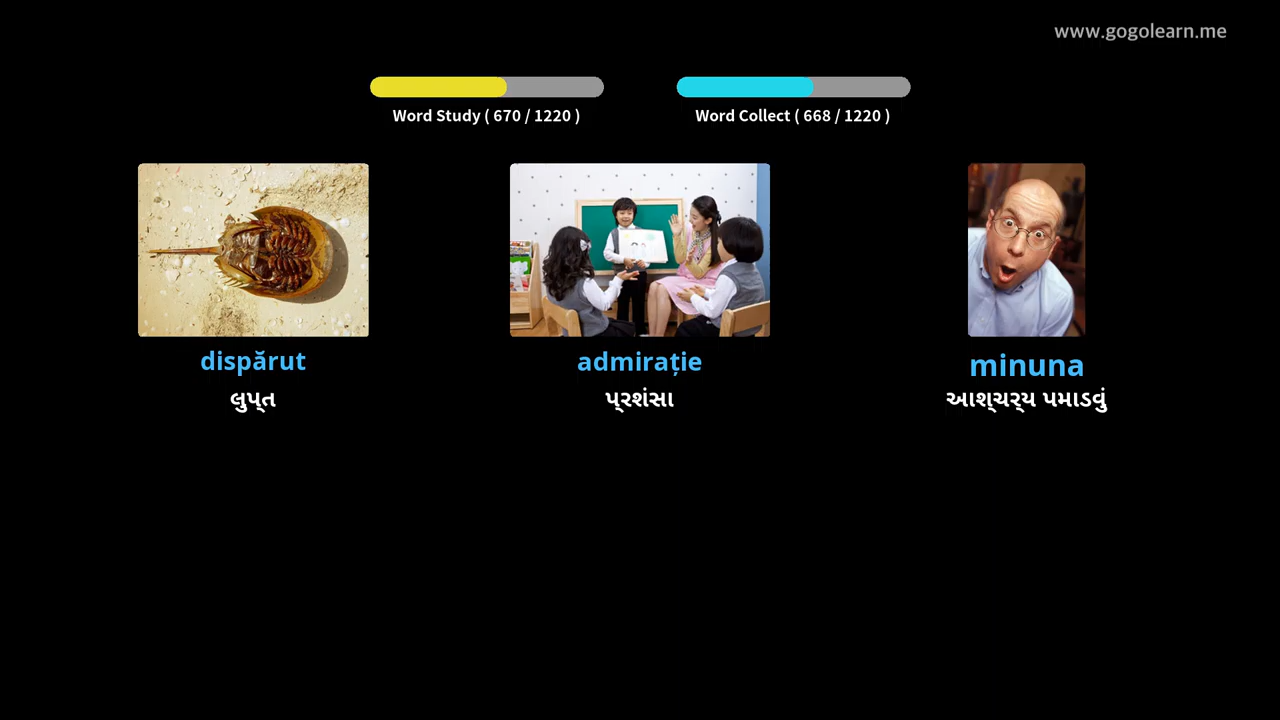 www.gogolearn.me
Word Study ( 670 / 1220 )
Word Collect ( 668 / 1220 )
dispărut
admirație
minuna
લુપ્ત
પ્રશંસા
આશ્ચર્ય પમાડવું